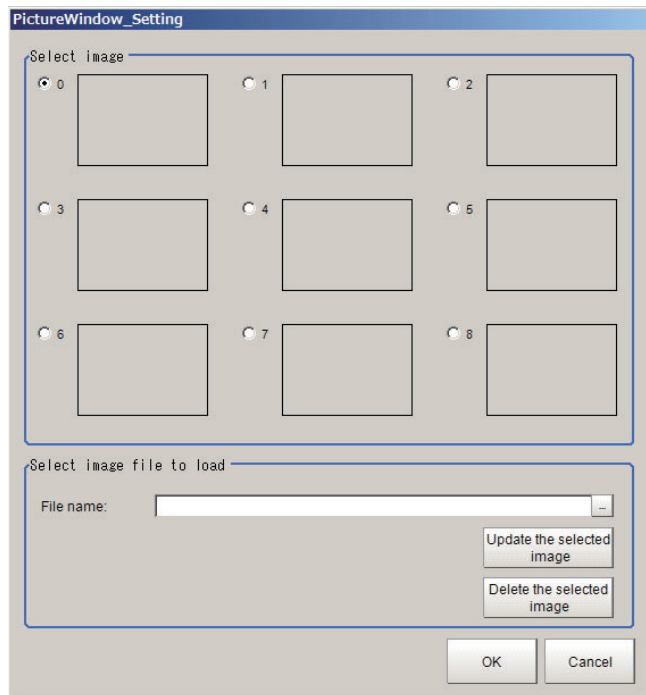 PictureWindow_Setting
Select image
0 1 2
3 4 5
6 7 8
Select image file to load
File name:
...
Update the selected
image
Delete the selected
image
OK Cancel